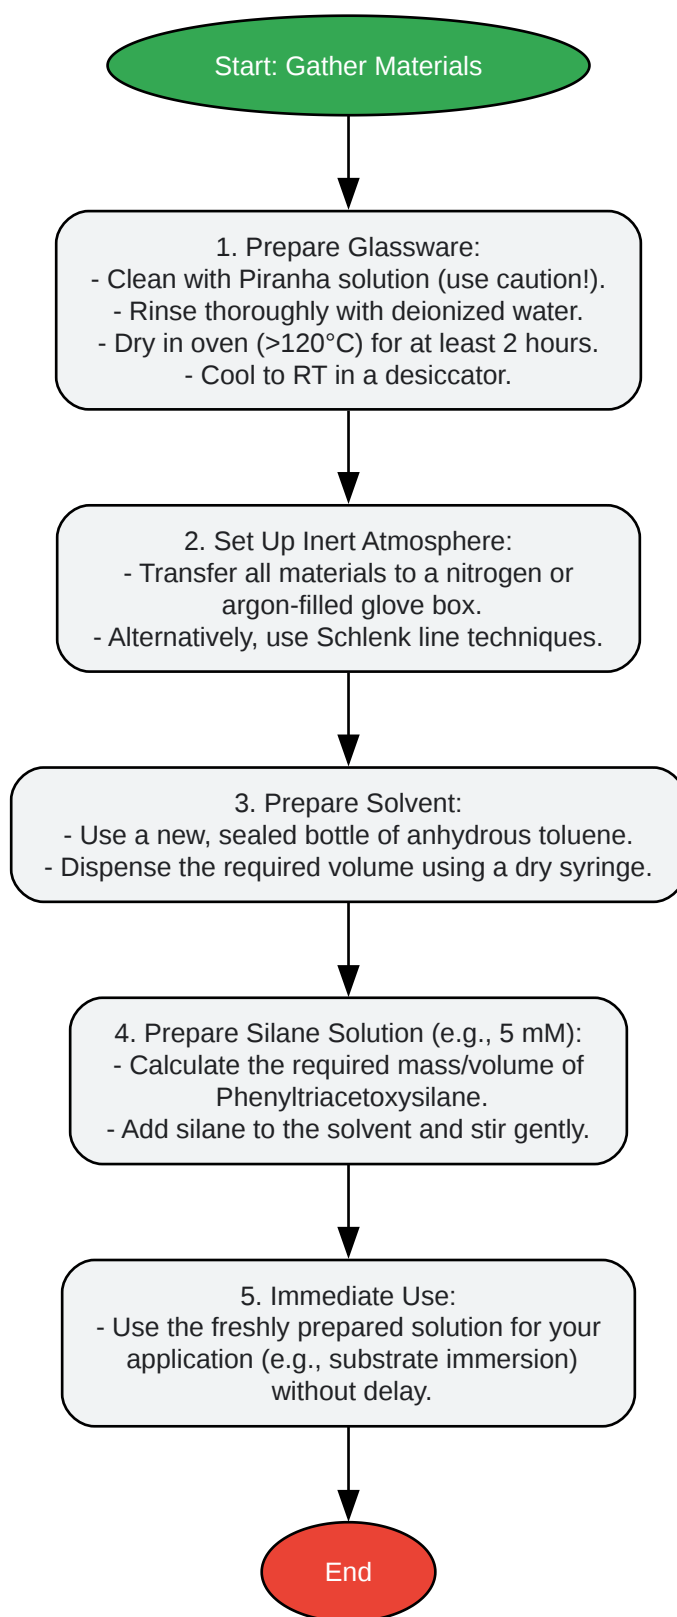 Start: Gather Materials
1. Prepare Glassware:
- Clean with Piranha solution (use caution!).
- Rinse thoroughly with deionized water.
- Dry in oven (>120°C) for at least 2 hours.
- Cool to RT in a desiccator.
2. Set Up Inert Atmosphere:
- Transfer all materials to a nitrogen or
argon-filled glove box.
- Alternatively, use Schlenk line techniques.
3. Prepare Solvent:
- Use a new, sealed bottle of anhydrous toluene.
- Dispense the required volume using a dry syringe.
4. Prepare Silane Solution (e.g., 5 mM):
- Calculate the required mass/volume of
Phenyltriacetoxysilane.
- Add silane to the solvent and stir gently.
5. Immediate Use:
- Use the freshly prepared solution for your
application (e.g., substrate immersion)
without delay.
End